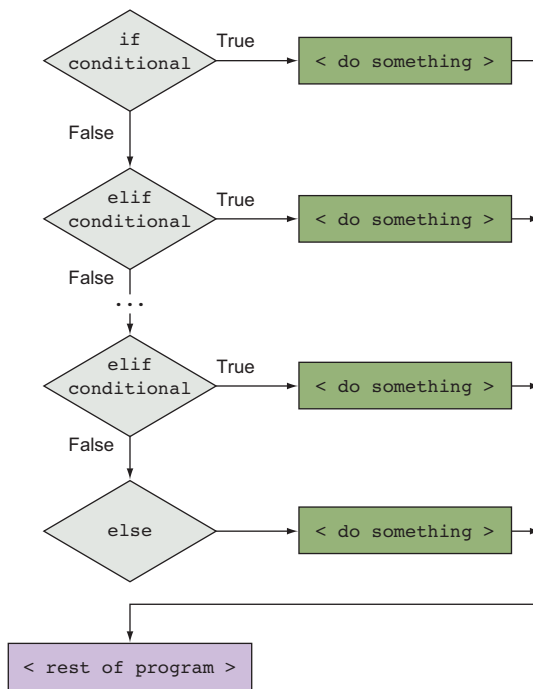 if
conditional
True
< do something >
False
elif
conditional
True
< do something >
False
...
elif
conditional
True
< do something >
False
else
< do something >
< rest of program >